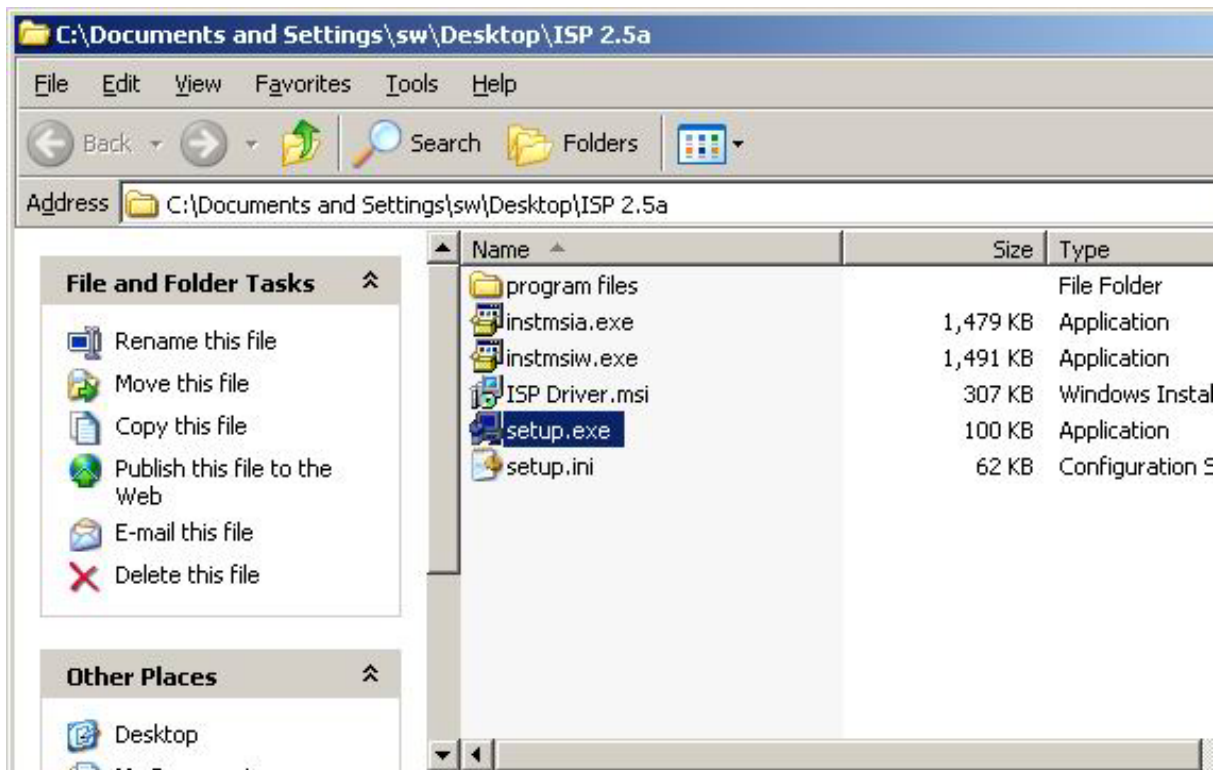 C:\Documents and Settings\sw\Desktop\ISP 2.5a
File Edit View Favorites Tools Help
Back Search Folders
Address C:\Documents and Settings\sw\Desktop\ISP 2.5a
Name Size Type
File and Folder Tasks
program files File Folder
instmsia.exe 1,479 KB Application
Rename this file
instmsiw.exe 1,491 KB Application
Move this file
ISP Driver.msi 307 KB Windows Instal
Copy this file
setup.exe 100 KB Application
Publish this file to the
Web
setup.ini 62 KB Configuration S
E-mail this file
Delete this file
Other Places
Desktop